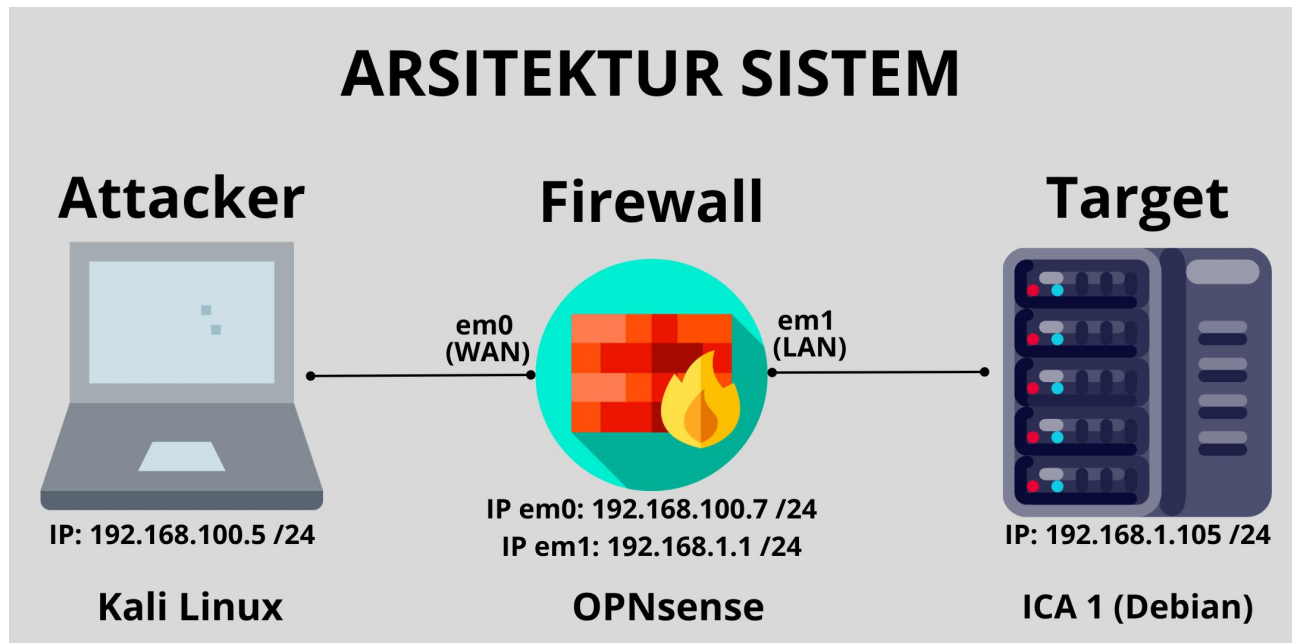 ARSITEKTUR SISTEM
Attacker
Firewall
Target
em0
(WAN)
em1
(LAN)
IP: 192.168.100.5 /24
IP em0: 192.168.100.7 /24
IP em1: 192.168.1.1 /24
IP: 192.168.1.105 /24
Kali Linux
OPNsense
ICA 1 (Debian)